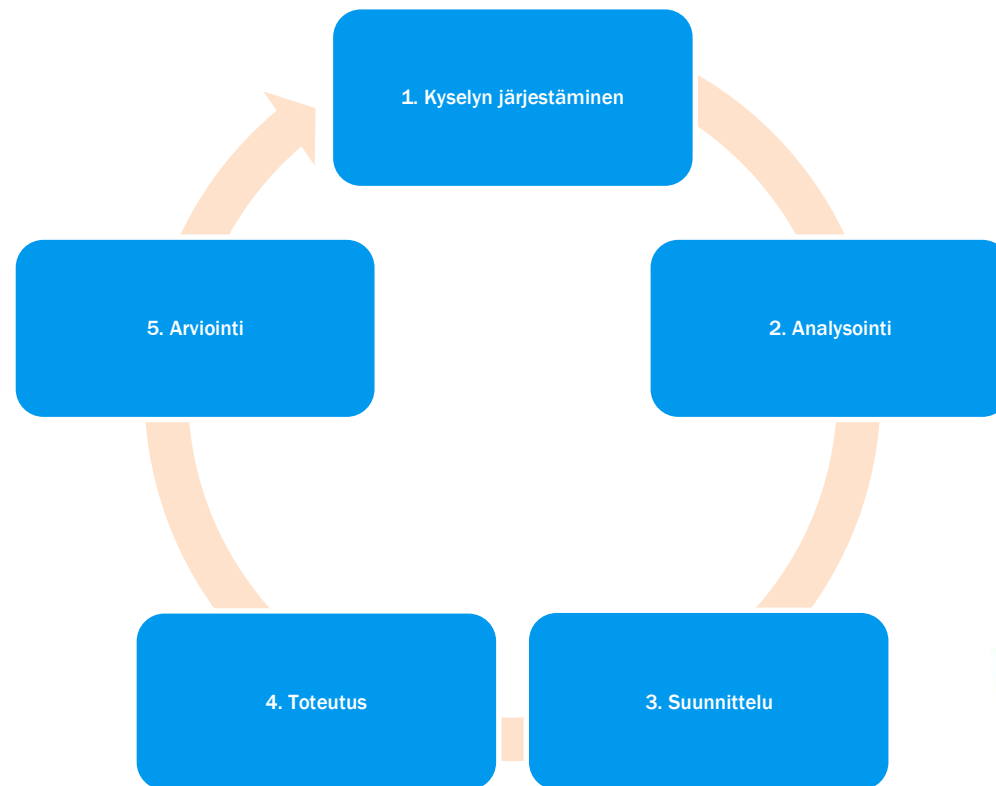 1. Kyselyn järjestäminen
2. Analysointi
3. Suunnittelu
4. Toteutus
5. Arviointi